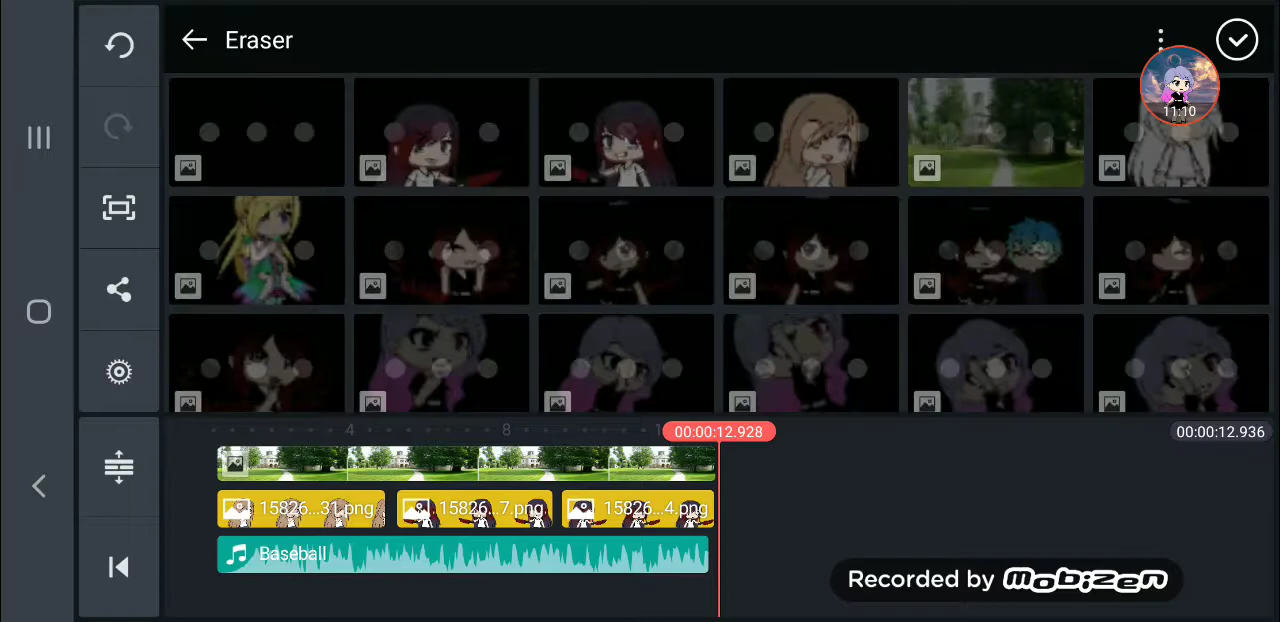 Eraser
11:10
4
8
00:00:12.928
00:00:12.936
15826...31.png
15826...7.png
15826...4.png
Baseball
Recorded by mobizen